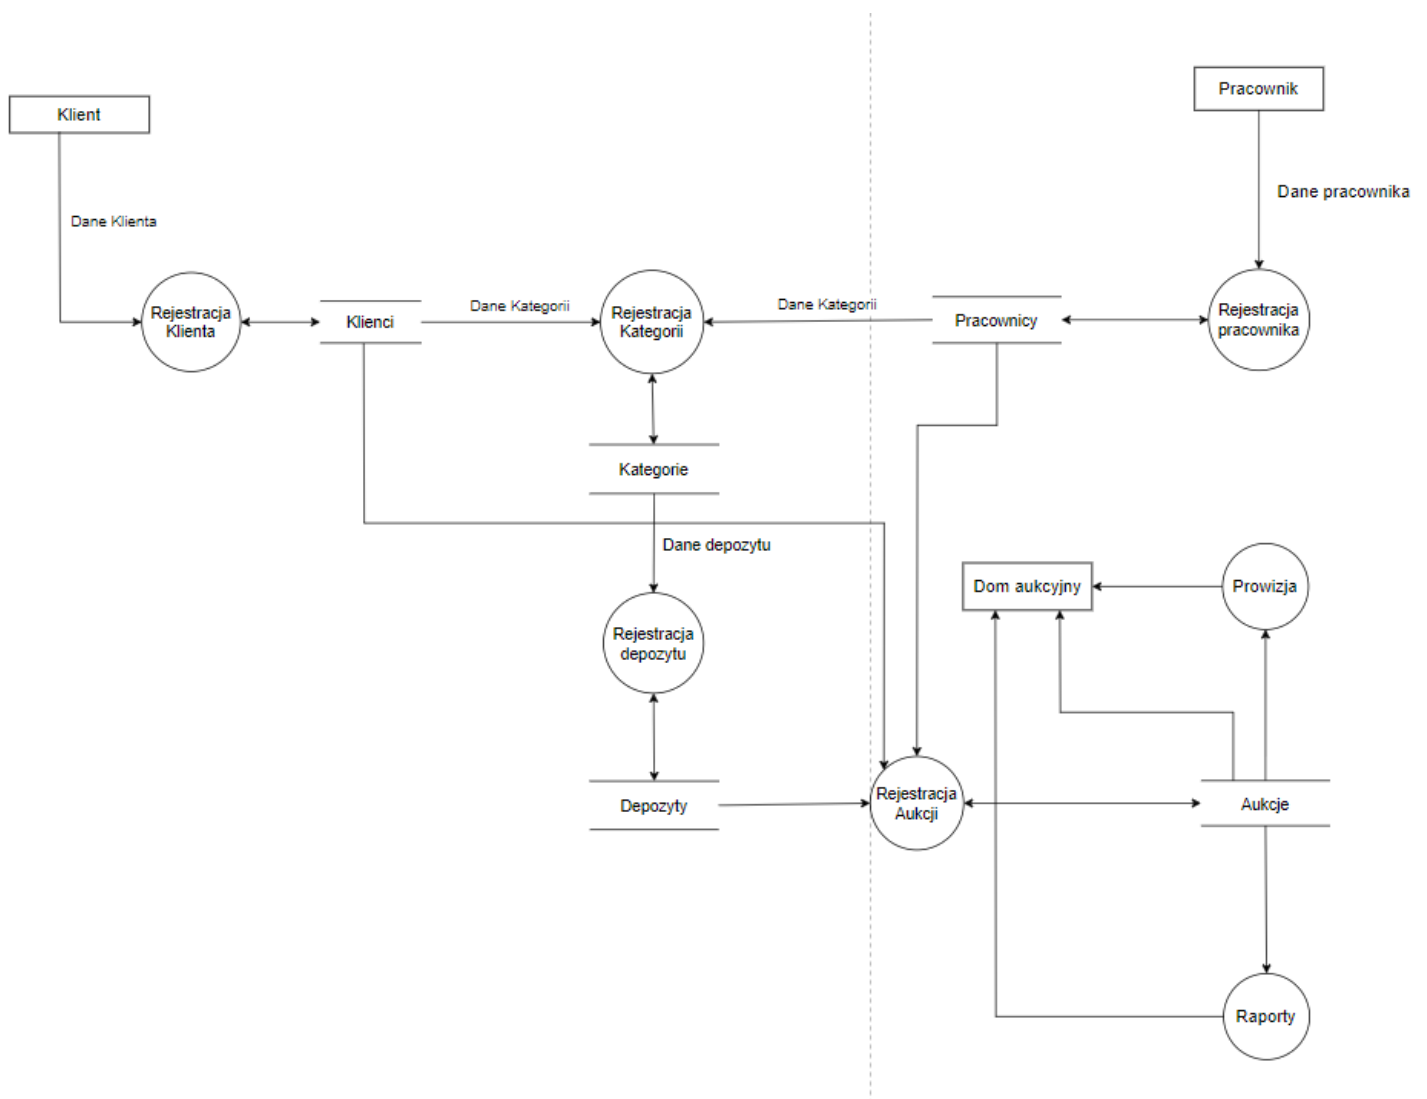 Pracownik
Klient
Dane pracownika
Dane Klienta
Rejestracja
Klienta
Klienci
Dane Kategorii
Rejestracja
Kategorii
Dane Kategorii
Pracownicy
Rejestracja
pracownika
Kategorie
Dane depozytu
Dom aukcyjny
Prowizja
Rejestracja
depozytu
Depozyty
Rejestracja
Aukcji
Aukcje
Raporty